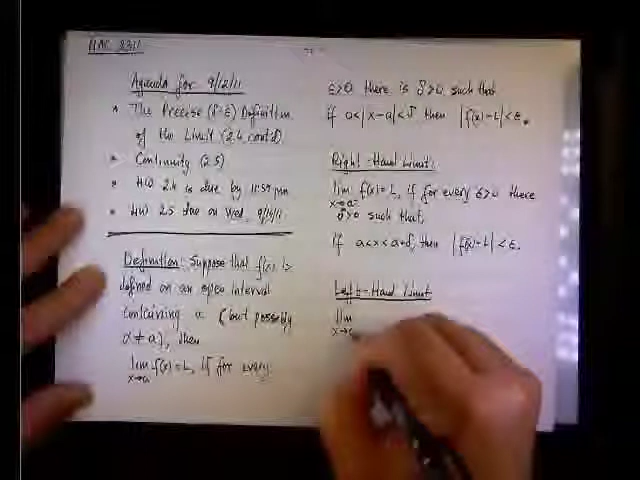 MAC 2311
Agenda for 9/12/11
* The Precise (δ-ε) Definition
of the Limit (2.4 cont'd)
* Continuity (2.5)
* HW 2.4 is due by 11:59 pm
* HW 2.5 due on Wed, 9/14/11
Definition: Suppose that f(x) is
defined on an open interval
containing a (but possibly
x ≠ a), then
lim f(x) = L, if for every
x→a
ε>0 there is δ>0 such that
if a<|x-a|<δ then |f(x)-L|<ε.
Right-Hand Limit:
lim f(x)=L, if for every ε>0 there
x→a
δ>0 such that,
if a<x<a+δ, then |f(x)-L|<ε.
Left-Hand Limit
lim
x→a